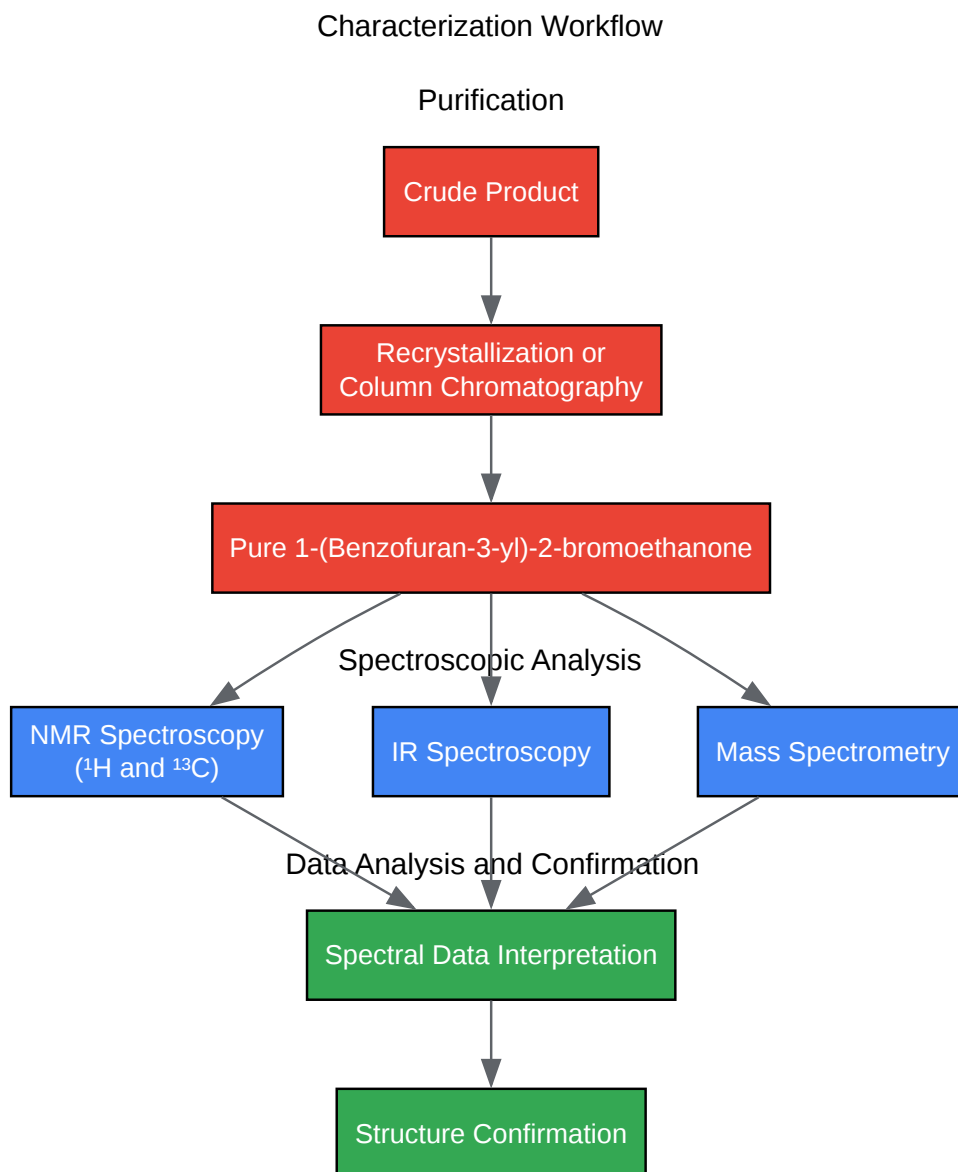 Characterization Workflow
Purification
Crude Product
Recrystallization or
Column Chromatography
Pure 1-(Benzofuran-3-yl)-2-bromoethanone
Spectroscopic Analysis
NMR Spectroscopy
(¹H and ¹³C)
IR Spectroscopy
Mass Spectrometry
Data Analysis and Confirmation
Spectral Data Interpretation
Structure Confirmation